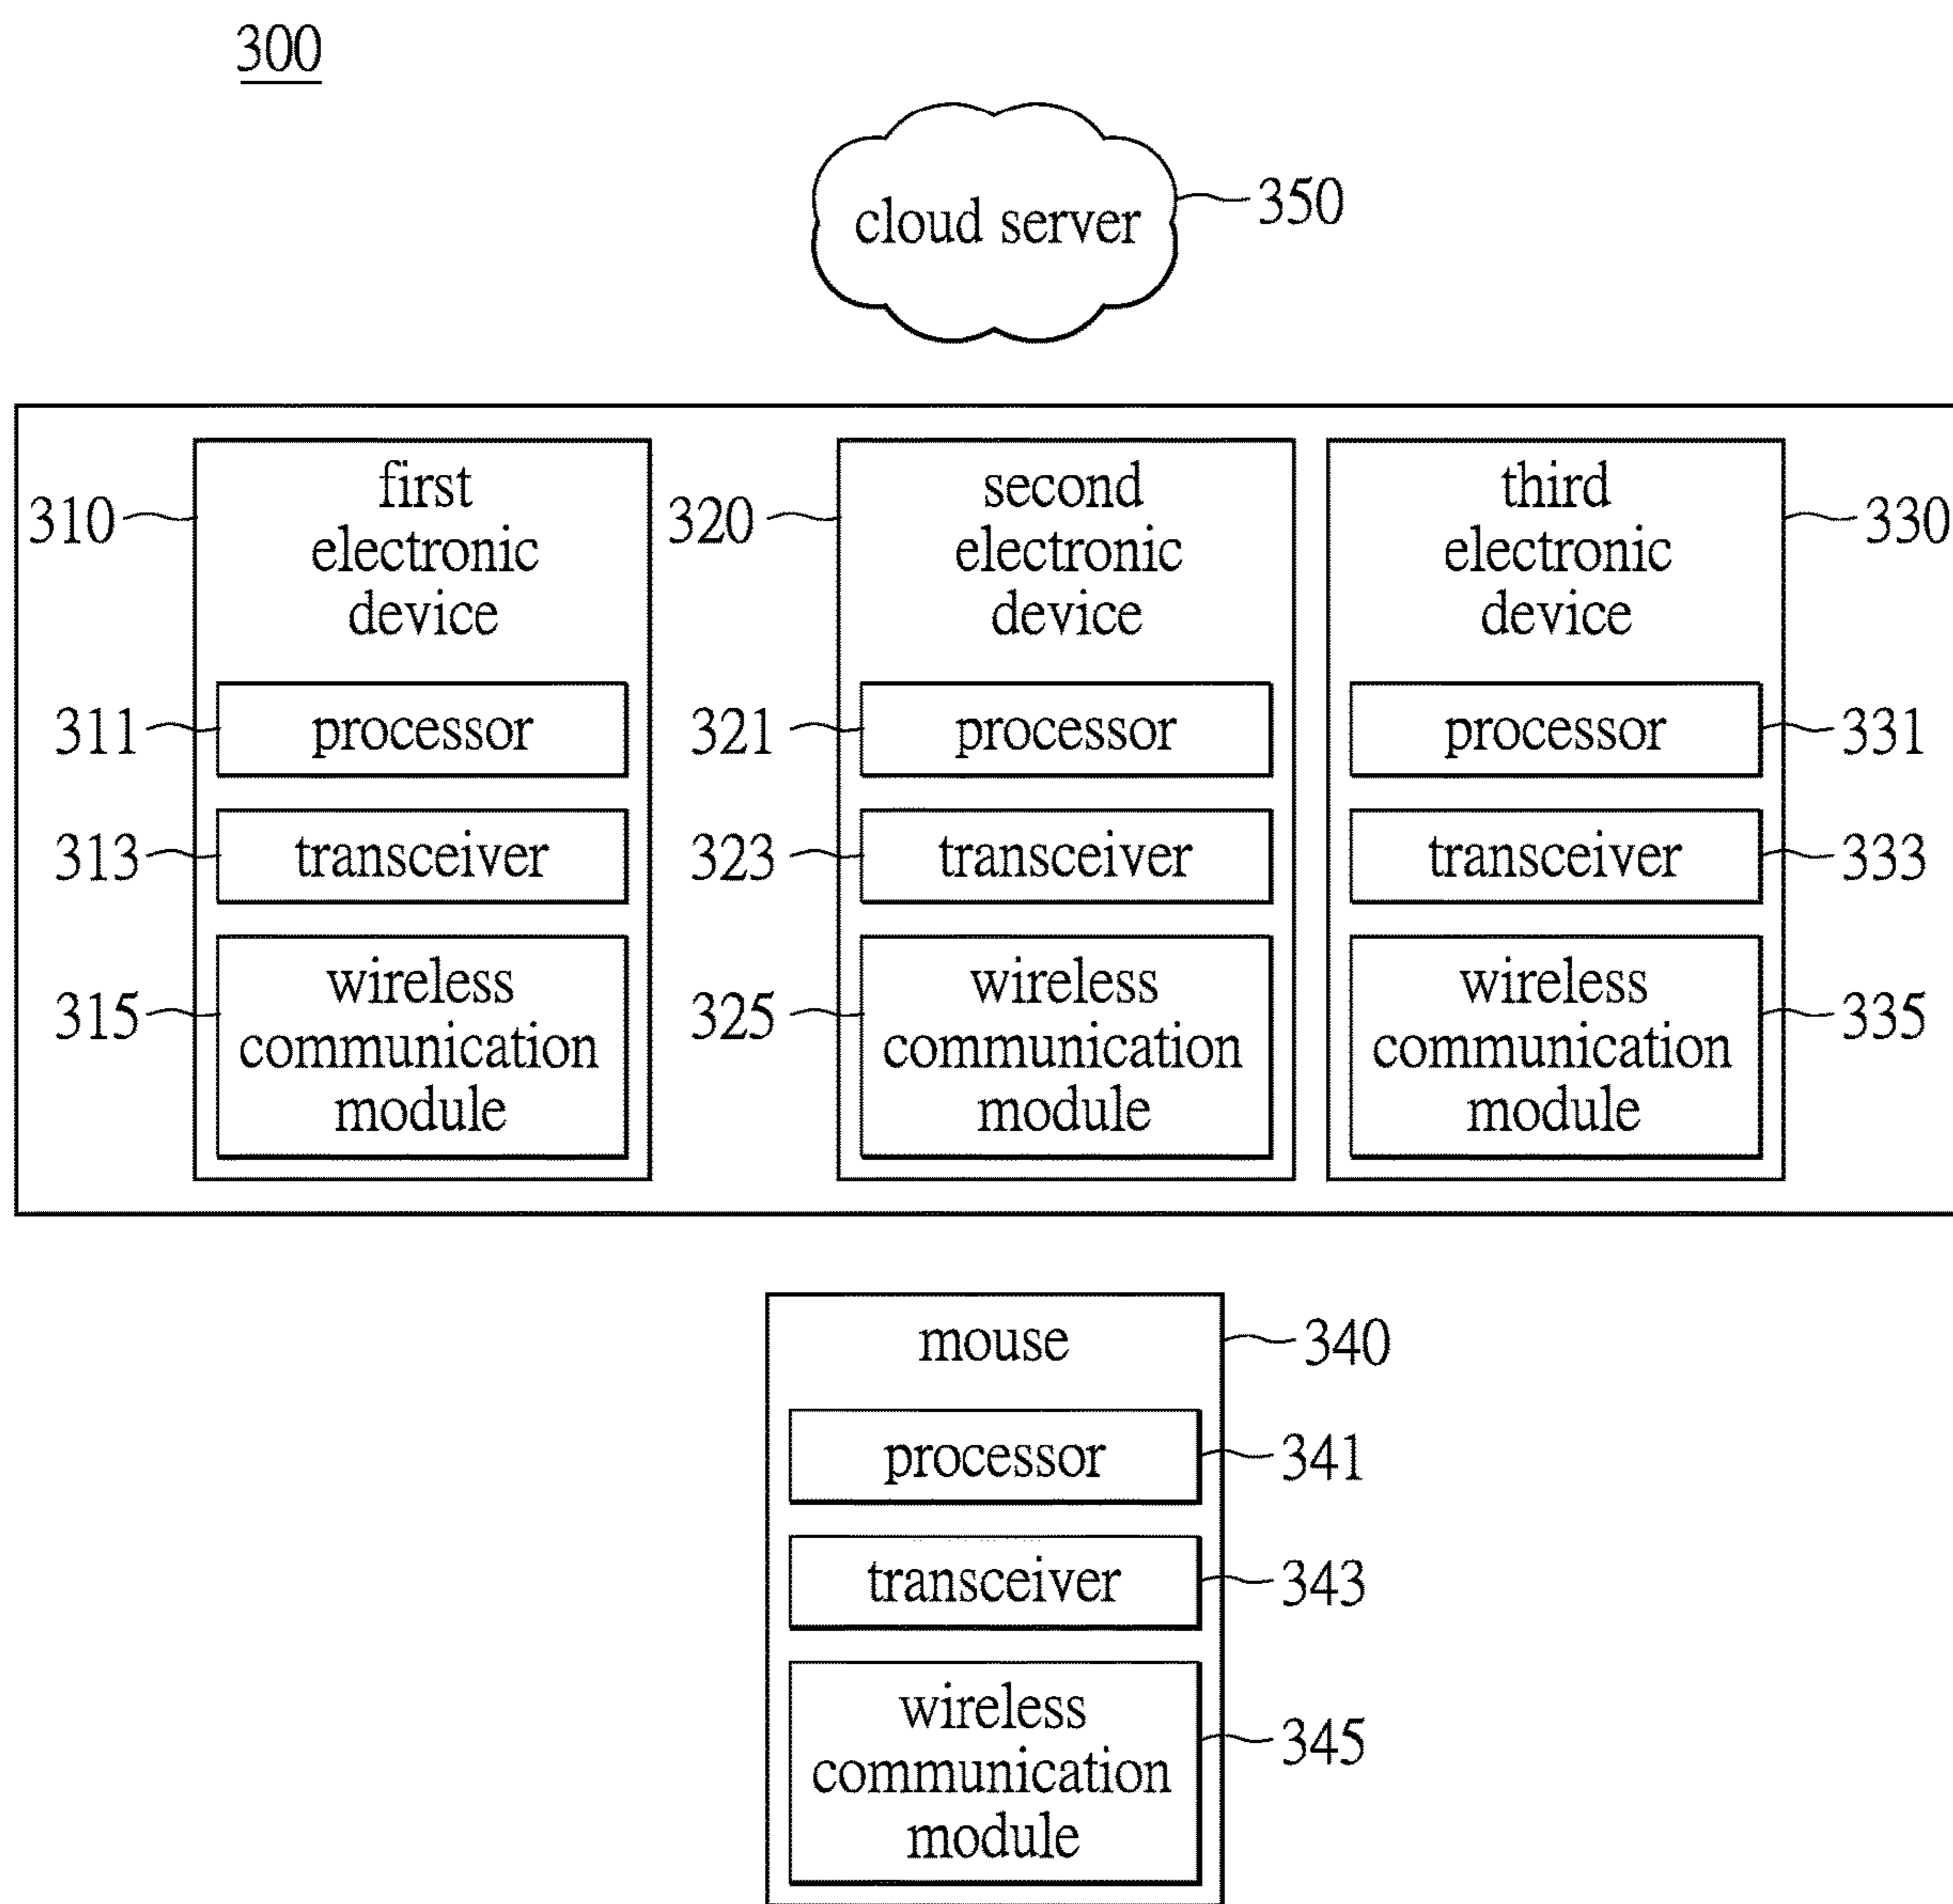 300
cloud server
350
310
first
electronic
device
311
processor
313
transceiver
315
wireless
communication
module
320
second
electronic
device
321
processor
323
transceiver
325
wireless
communication
module
third
electronic
device
330
processor
331
transceiver
333
wireless
communication
module
335
mouse
340
processor
341
transceiver
343
wireless
communication
module
345